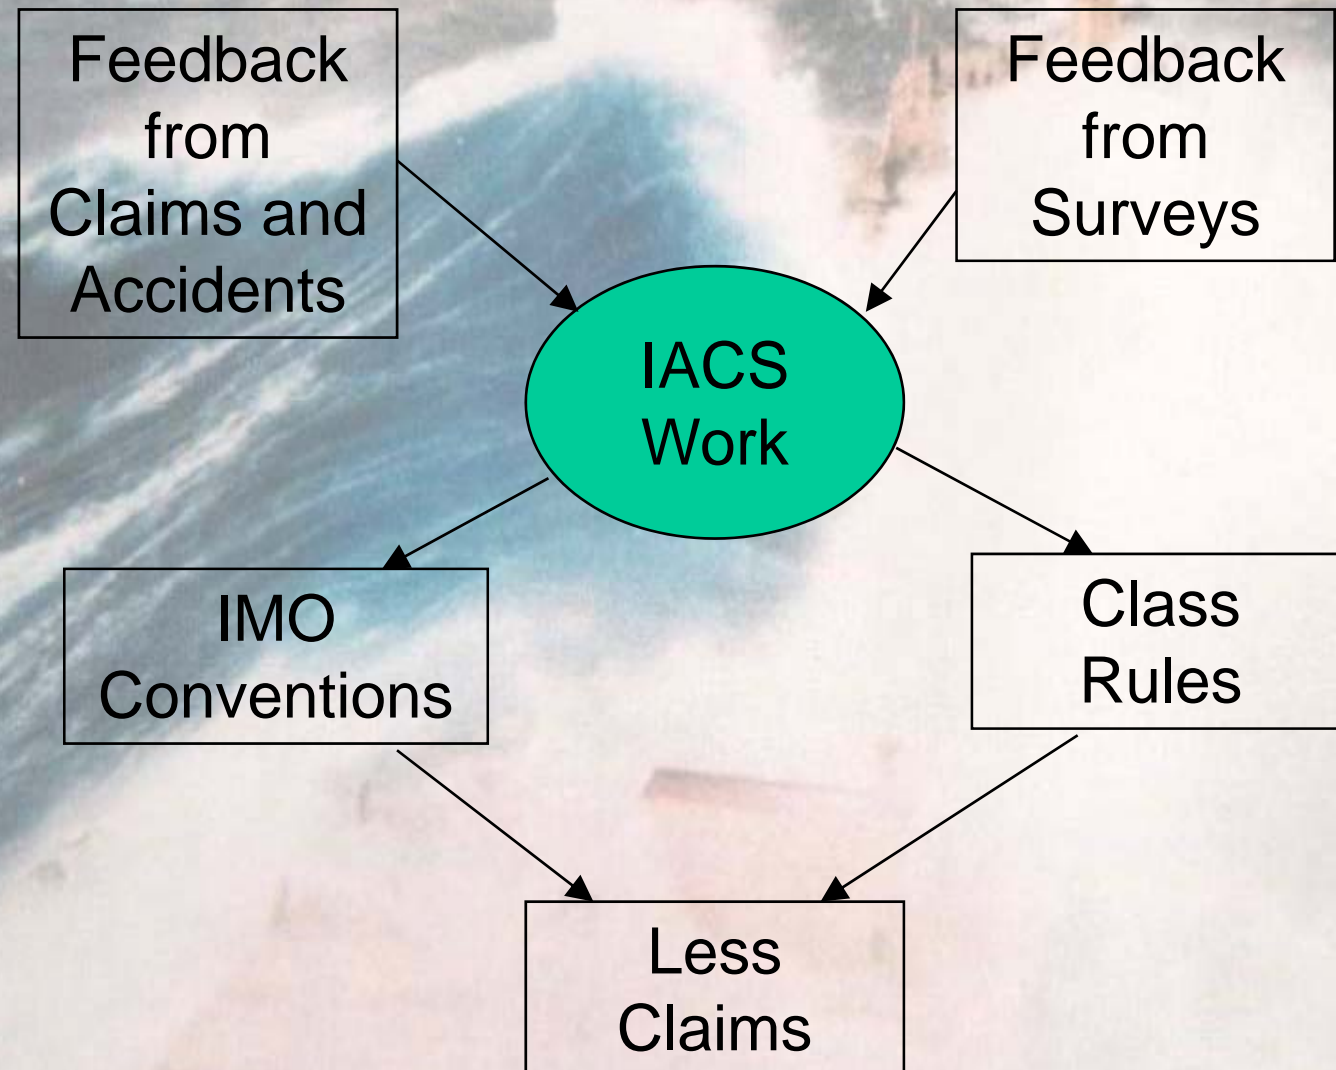 Feedback
from
Claims and
Accidents
Feedback
from
Surveys
IACS
Work
IMO
Conventions
Class
Rules
Less
Claims